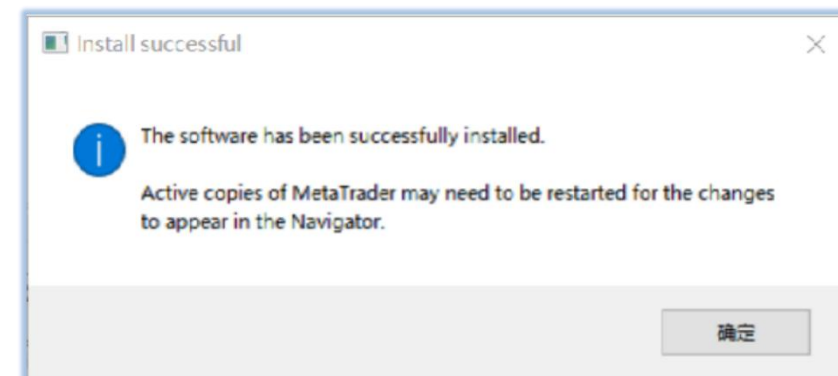 Install successful
The software has been successfully installed.
Active copies of MetaTrader may need to be restarted for the changes
to appear in the Navigator.
确定